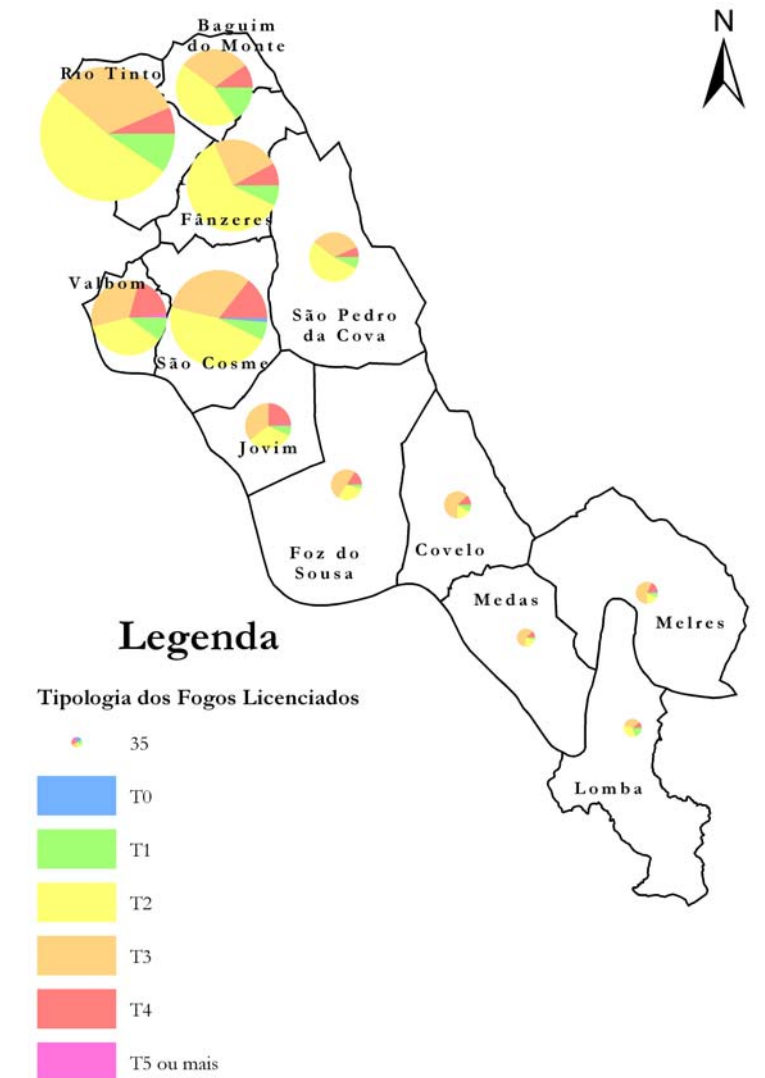 N
Baguim
do Monte
Rio Tinto
Fânzeres
Valbom
São Pedro
da Cova
São Cosme
Jovim
Foz do
Sousa
Covelo
Medas
Melres
Lomba
Legenda
Tipologia dos Fogos Licenciados
35
T0
T1
T2
T3
T4
T5 ou mais